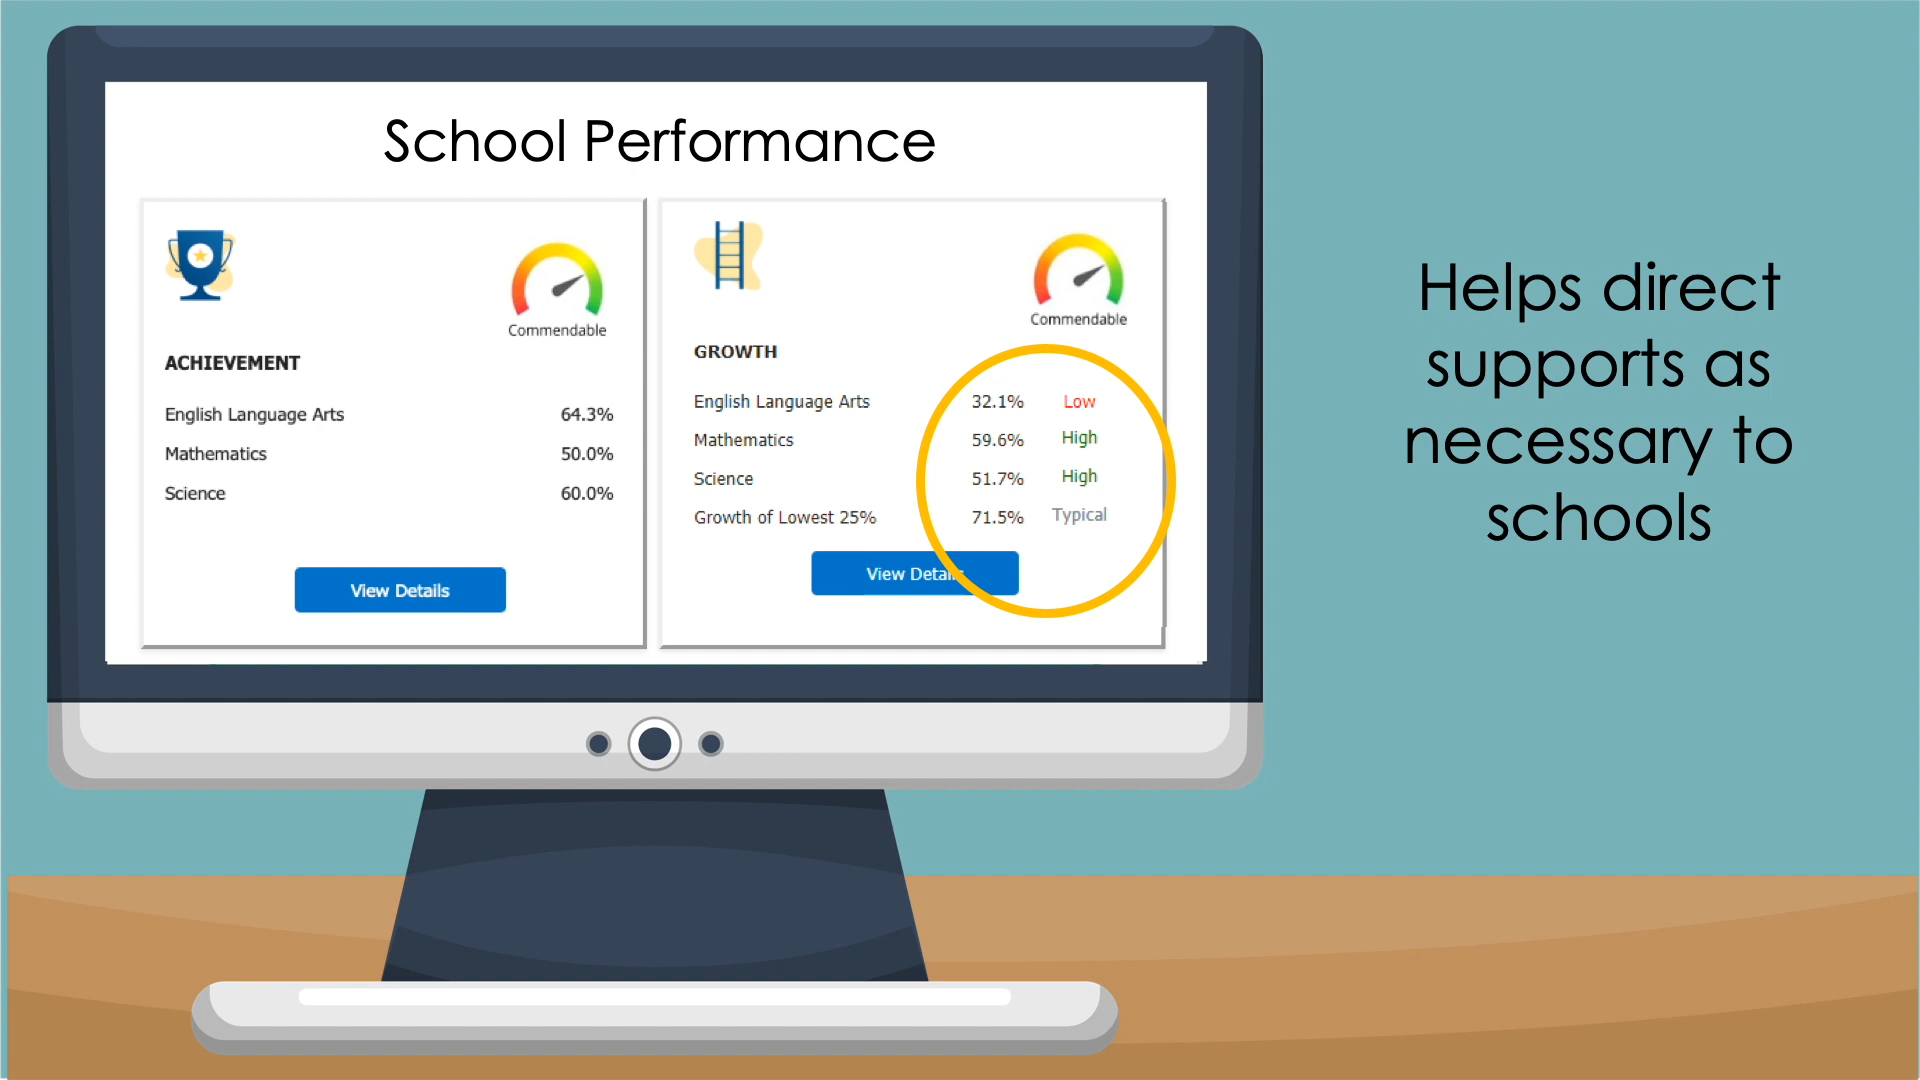 School Performance
Commendable
ACHIEVEMENT
English Language Arts 64.3%
Mathematics 50.0%
Science 60.0%
View Details
Commendable
GROWTH
English Language Arts 32.1% Low
Mathematics 59.6% High
Science 51.7% High
Growth of Lowest 25% 71.5% Typical
View Details
Helps direct
supports as
necessary to
schools